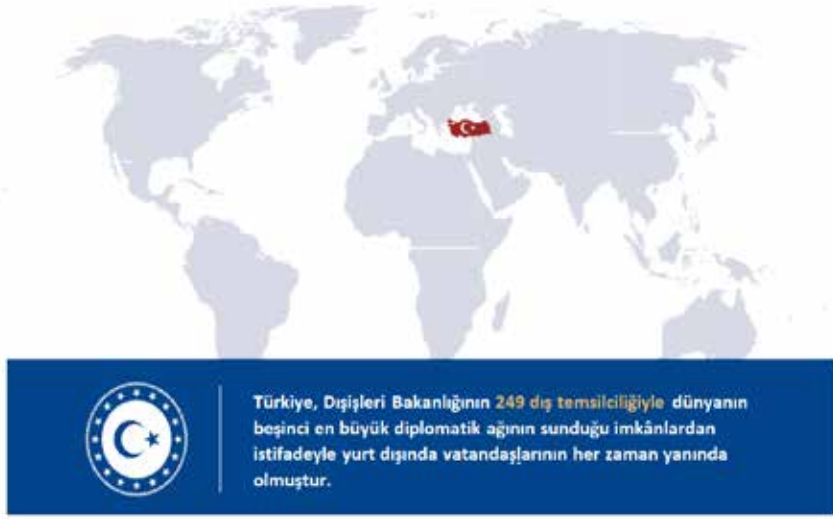 Türkiye, Dışişleri Bakanlığının 249 dış temsilciliğiyle dünyanın
beşinci en büyük diplomatik ağının sunduğu imkânlardan
istifadeyle yurt dışında vatandaşlarının her zaman yanında
olmuştur.